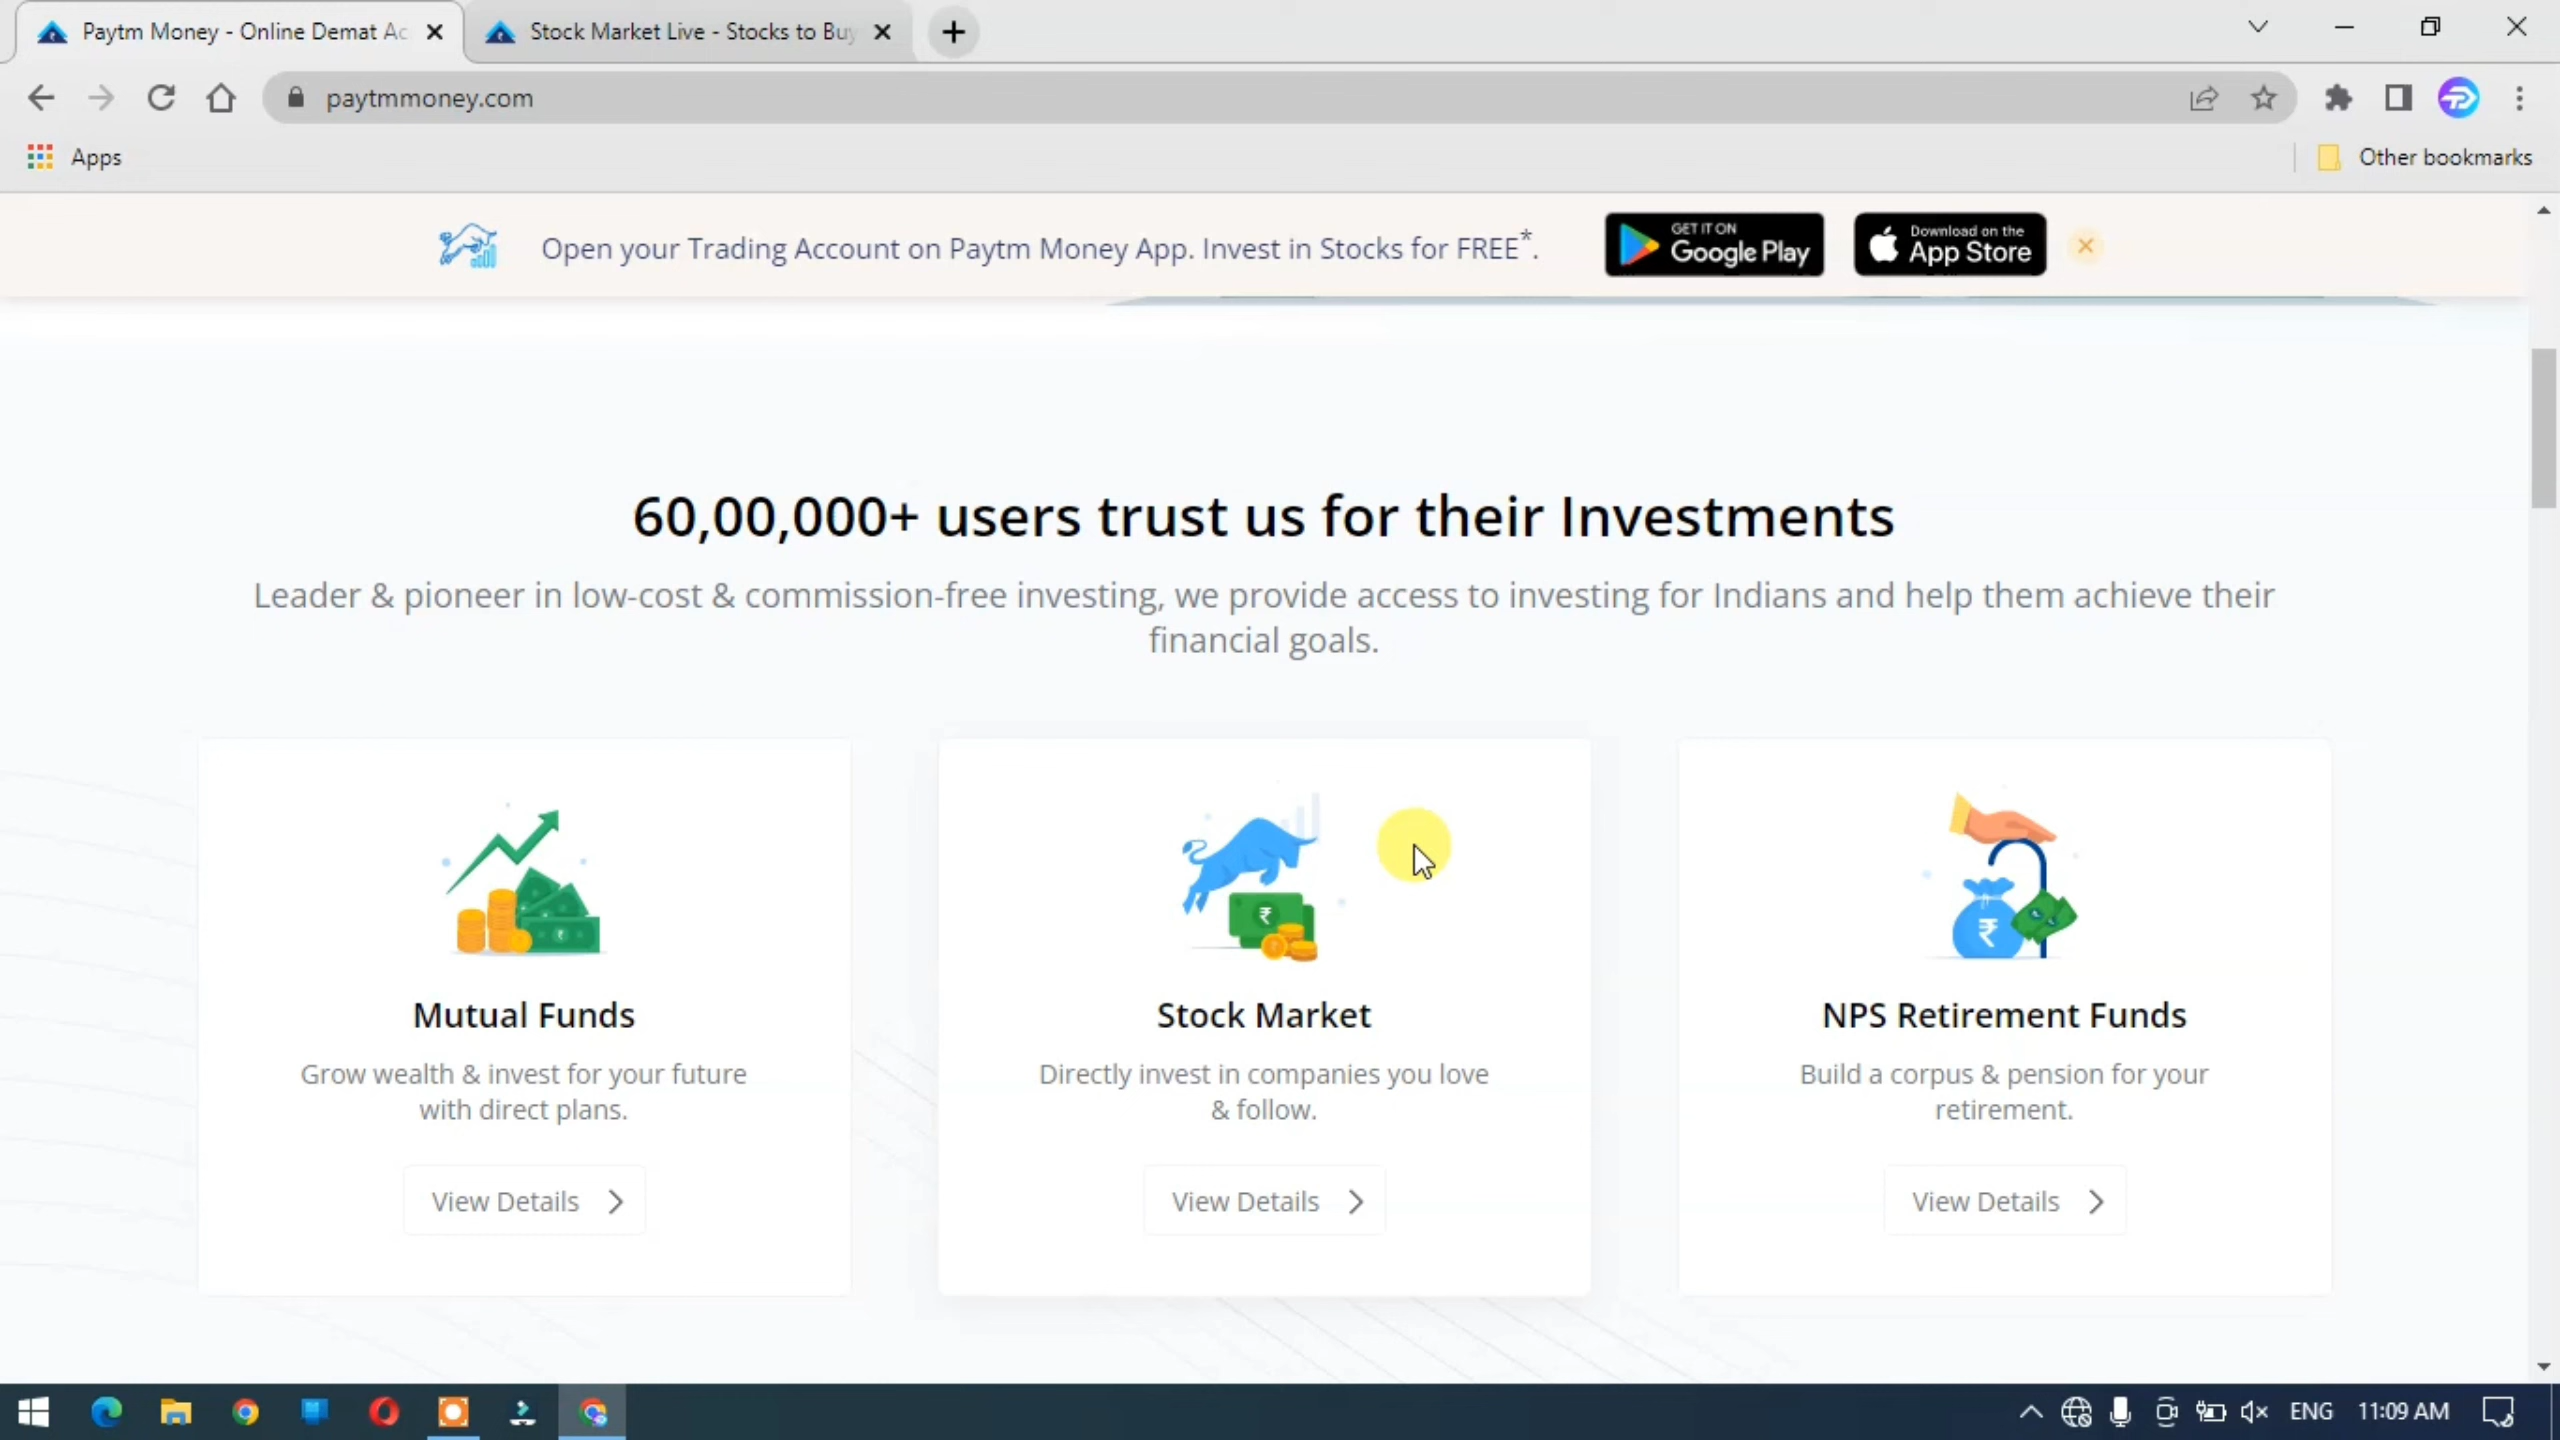 Paytm Money - Online Demat Ac
Stock Market Live - Stocks to Buy
paytmmoney.com
Apps
Other bookmarks
Open your Trading Account on Paytm Money App. Invest in Stocks for FREE*.
GET IT ON
Google Play
Download on the
App Store
60,00,000+ users trust us for their Investments
Leader & pioneer in low-cost & commission-free investing, we provide access to investing for Indians and help them achieve their
financial goals.
Mutual Funds
Grow wealth & invest for your future
with direct plans.
View Details
Stock Market
Directly invest in companies you love
& follow.
View Details
NPS Retirement Funds
Build a corpus & pension for your
retirement.
View Details
ENG
11:09 AM